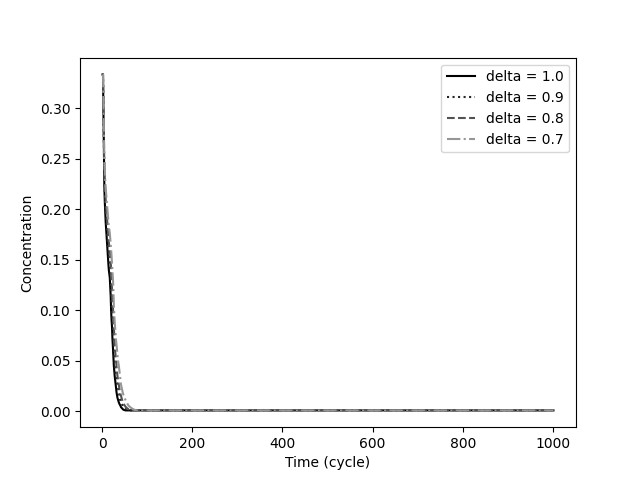 delta = 1.0
delta = 0.9
delta = 0.8
delta = 0.7
Concentration
0.30
0.25
0.20
0.15
0.10
0.05
0.00
0 200 400 600 800 1000
Time (cycle)